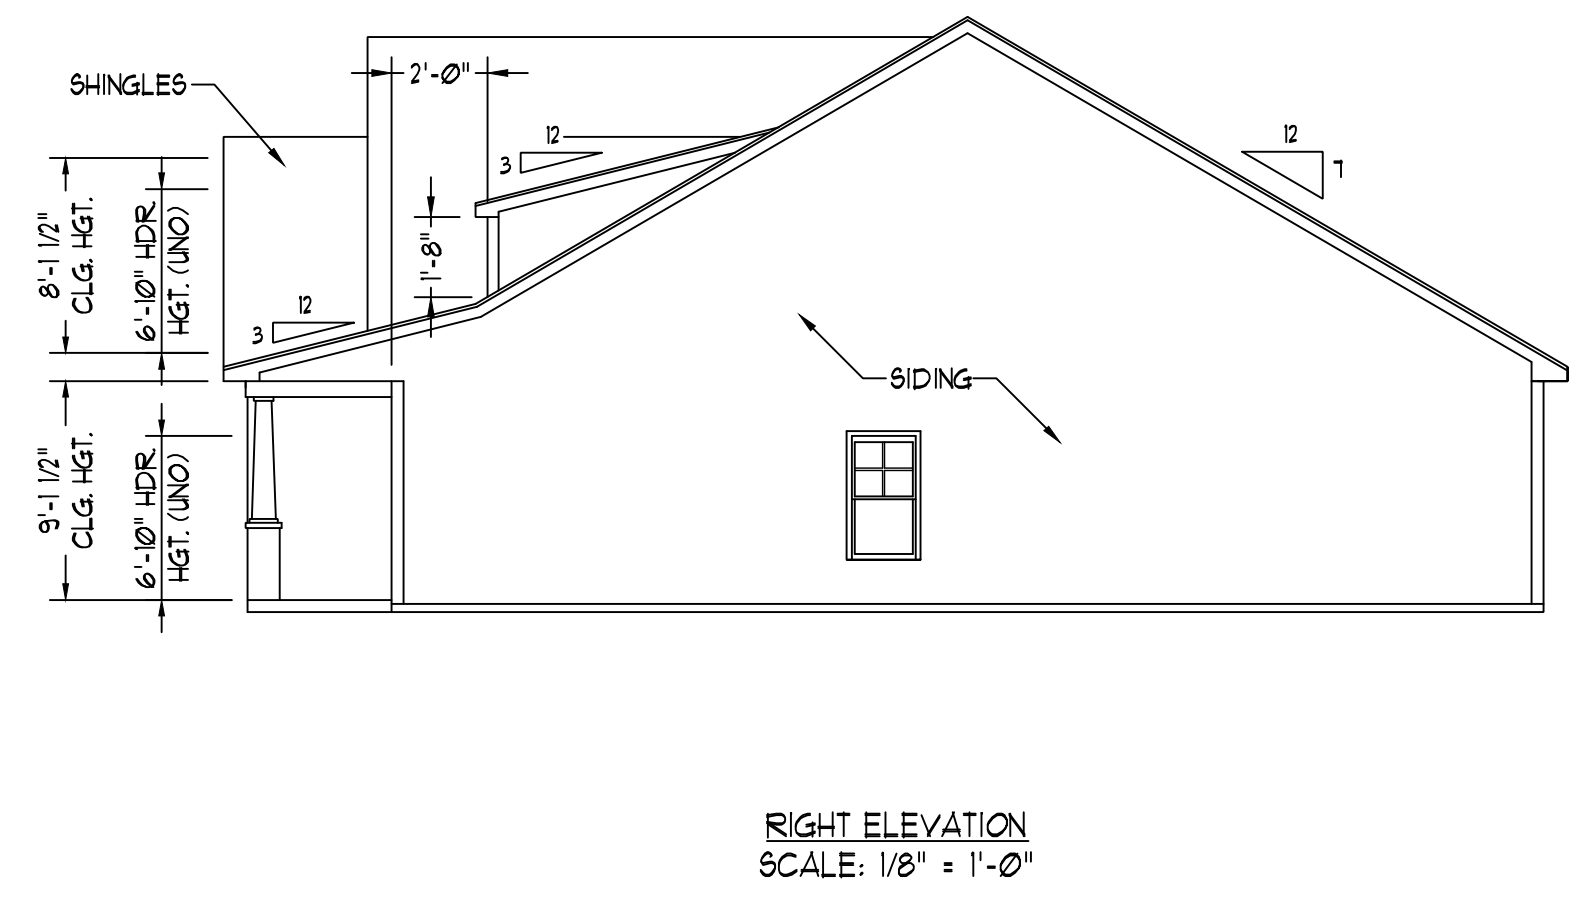 2'-0"
SHINGLES
12
3
12
7
8'-1 1/2"
CLG. HGT.
6'-10" HDR.
HGT. (UNO)
1'-8"
12
3
SIDING
9'-1 1/2"
CLG. HGT.
6'-10" HDR.
HGT. (UNO)
RIGHT ELEVATION
SCALE: 1/8" = 1'-0"